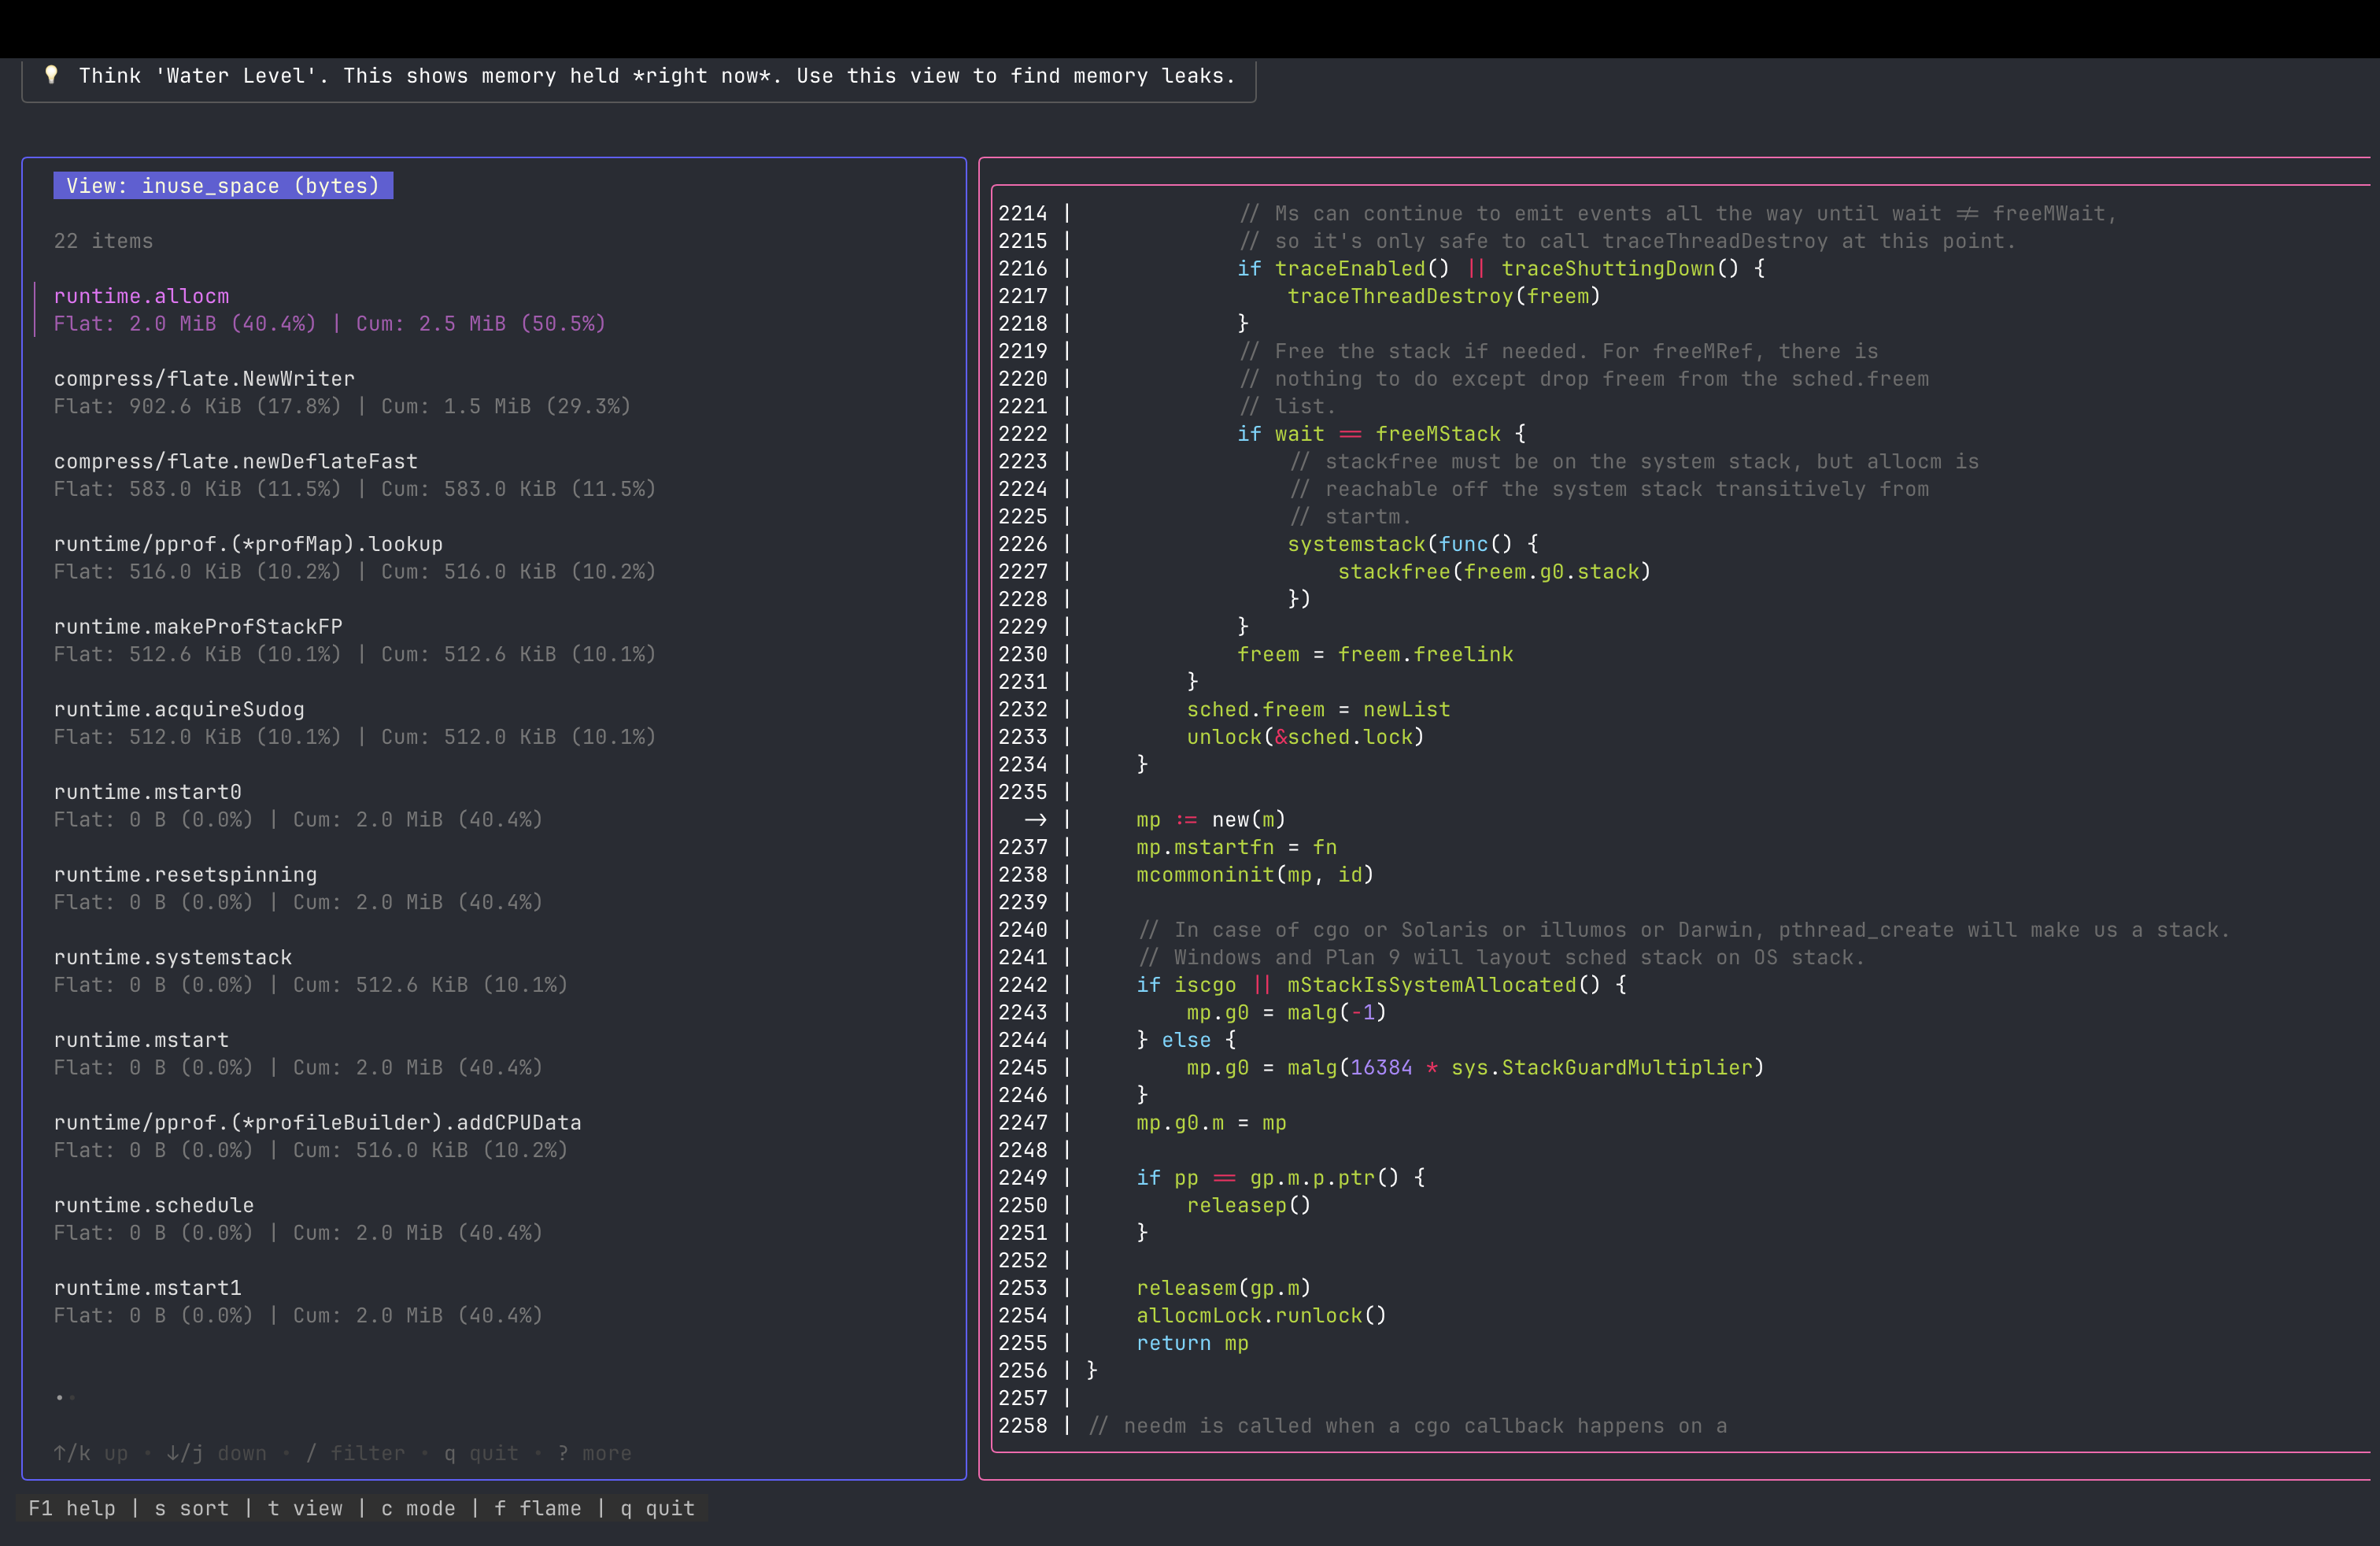 💡 Think 'Water Level'. This shows memory held *right now*. Use this view to find memory leaks.
View: inuse_space (bytes)
22 items
runtime.allocm
Flat: 2.0 MiB (40.4%) | Cum: 2.5 MiB (50.5%)
compress/flate.NewWriter
Flat: 902.6 KiB (17.8%) | Cum: 1.5 MiB (29.3%)
compress/flate.newDeflateFast
Flat: 583.0 KiB (11.5%) | Cum: 583.0 KiB (11.5%)
runtime/pprof.(*profMap).lookup
Flat: 516.0 KiB (10.2%) | Cum: 516.0 KiB (10.2%)
runtime.makeProfStackFP
Flat: 512.6 KiB (10.1%) | Cum: 512.6 KiB (10.1%)
runtime.acquireSudog
Flat: 512.0 KiB (10.1%) | Cum: 512.0 KiB (10.1%)
runtime.mstart0
Flat: 0 B (0.0%) | Cum: 2.0 MiB (40.4%)
runtime.resetspinning
Flat: 0 B (0.0%) | Cum: 2.0 MiB (40.4%)
runtime.systemstack
Flat: 0 B (0.0%) | Cum: 512.6 KiB (10.1%)
runtime.mstart
Flat: 0 B (0.0%) | Cum: 2.0 MiB (40.4%)
runtime/pprof.(*profileBuilder).addCPUData
Flat: 0 B (0.0%) | Cum: 516.0 KiB (10.2%)
runtime.schedule
Flat: 0 B (0.0%) | Cum: 2.0 MiB (40.4%)
runtime.mstart1
Flat: 0 B (0.0%) | Cum: 2.0 MiB (40.4%)
••
↑/k up • ↓/j down • / filter • q quit • ? more
2214 |             // Ms can continue to emit events all the way until wait != freeMWait,
2215 |             // so it's only safe to call traceThreadDestroy at this point.
2216 |             if traceEnabled() || traceShuttingDown() {
2217 |                 traceThreadDestroy(freem)
2218 |             }
2219 |             // Free the stack if needed. For freeMRef, there is
2220 |             // nothing to do except drop freem from the sched.freem
2221 |             // list.
2222 |             if wait == freeMStack {
2223 |                 // stackfree must be on the system stack, but allocm is
2224 |                 // reachable off the system stack transitively from
2225 |                 // startm.
2226 |                 systemstack(func() {
2227 |                     stackfree(freem.g0.stack)
2228 |                 })
2229 |             }
2230 |             freem = freem.freelink
2231 |         }
2232 |         sched.freem = newList
2233 |         unlock(&sched.lock)
2234 |     }
2235 |
-> |     mp := new(m)
2237 |     mp.mstartfn = fn
2238 |     mcommoninit(mp, id)
2239 |
2240 |     // In case of cgo or Solaris or illumos or Darwin, pthread_create will make us a stack.
2241 |     // Windows and Plan 9 will layout sched stack on OS stack.
2242 |     if iscgo || mStackIsSystemAllocated() {
2243 |         mp.g0 = malg(-1)
2244 |     } else {
2245 |         mp.g0 = malg(16384 * sys.StackGuardMultiplier)
2246 |     }
2247 |     mp.g0.m = mp
2248 |
2249 |     if pp == gp.m.p.ptr() {
2250 |         releasep()
2251 |     }
2252 |
2253 |     releasem(gp.m)
2254 |     allocmLock.runlock()
2255 |     return mp
2256 | }
2257 |
2258 | // needm is called when a cgo callback happens on a
F1 help | s sort | t view | c mode | f flame | q quit